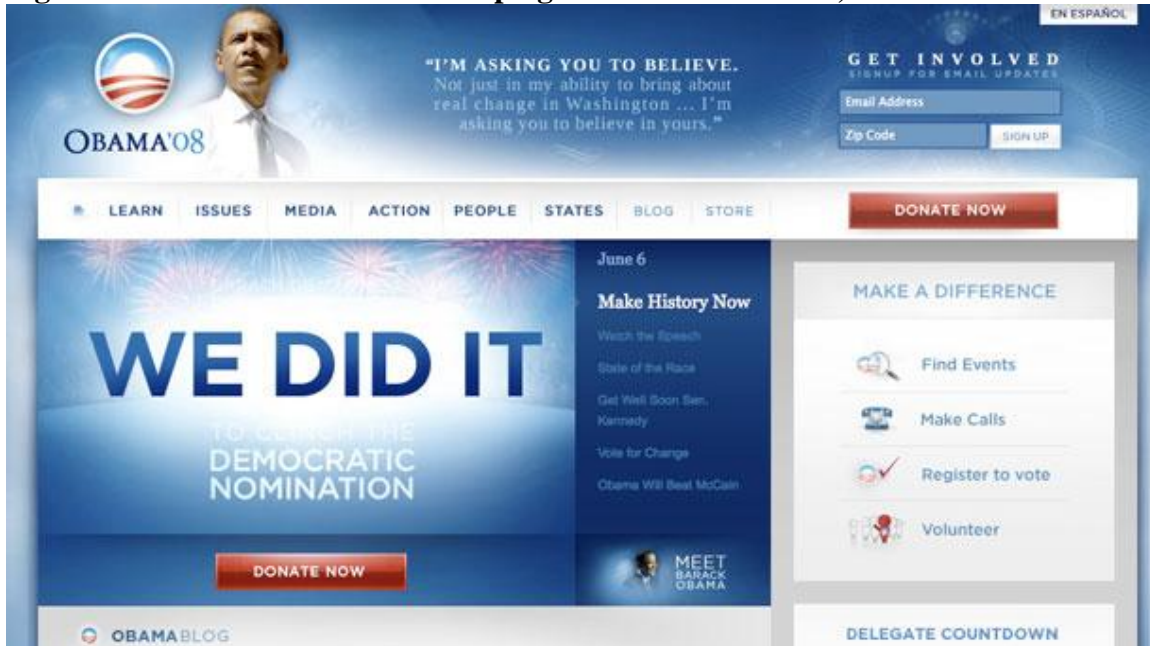 EN ESPAÑOL
OBAMA'08
"I'M ASKING YOU TO BELIEVE.
Not just in my ability to bring about
real change in Washington ... I'm
asking you to believe in yours."
GET INVOLVED
SIGNUP FOR EMAIL UPDATES
Email Address
Zip Code
SIGN UP
LEARN ISSUES MEDIA ACTION PEOPLE STATES BLOG STORE
DONATE NOW
WE DID IT
TO CLINCH THE
DEMOCRATIC
NOMINATION
DONATE NOW
June 6
Make History Now
Watch the Speech
State of the Race
Get Well Soon Sen.
Kennedy
Vote for Change
Obama Will Beat McCain
MEET
BARACK
OBAMA
MAKE A DIFFERENCE
Find Events
Make Calls
Register to vote
Volunteer
OBAMABLOG
DELEGATE COUNTDOWN